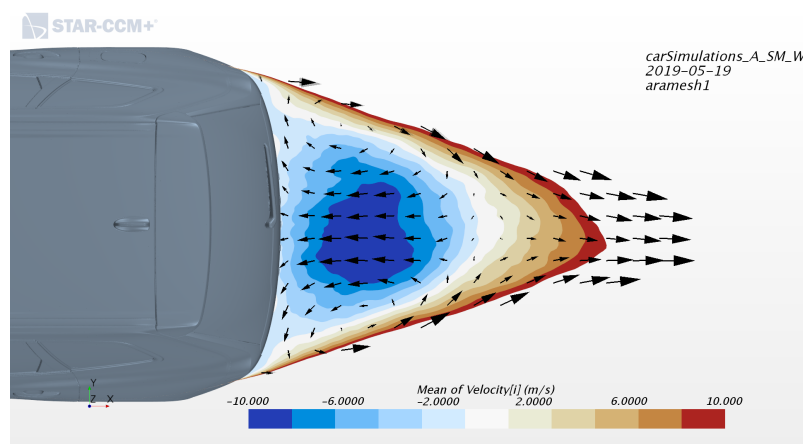 STAR-CCM+
carSimulations_A_SM_W
2019-05-19
aramesh1
Y
Z X
Mean of Velocity[i] (m/s)
-10.000 -6.0000 -2.0000 2.0000 6.0000 10.000